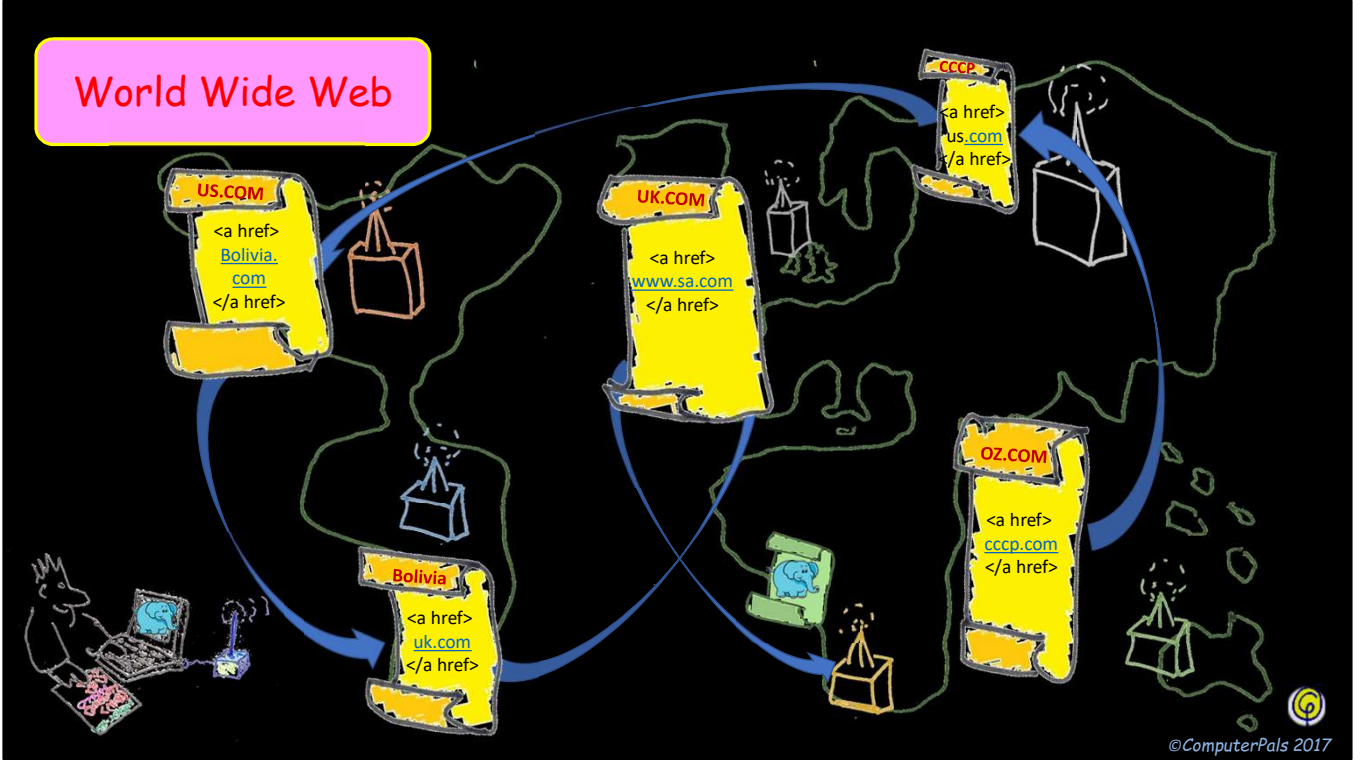 World Wide Web
CCCP
<a href>
us.com
</a href>
US.COM
<a href>
Bolivia.
com
</a href>
UK.COM
<a href>
www.sa.com
</a href>
OZ.COM
<a href>
cccp.com
</a href>
Bolivia
<a href>
uk.com
</a href>
©ComputerPals 2017